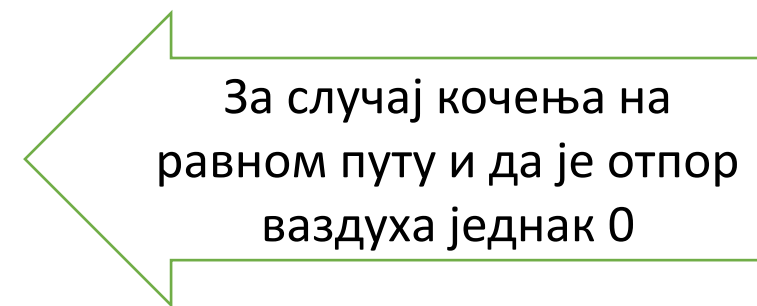 За случај кочења на
равном путу и да је отпор
ваздуха једнак 0